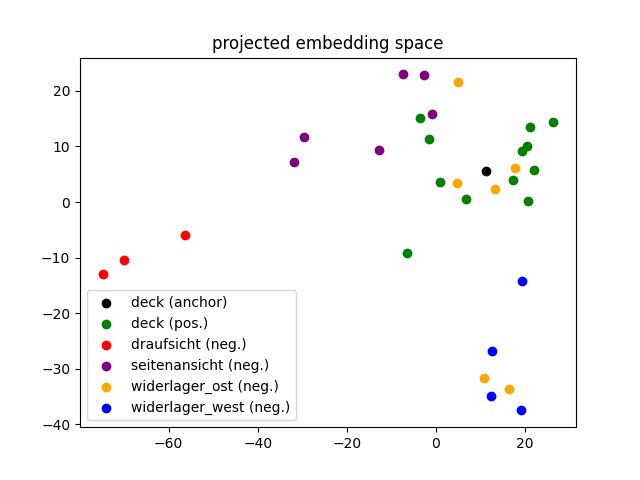 projected embedding space
20
10
0
−10
−20
−30
−40
deck (anchor)
deck (pos.)
draufsicht (neg.)
seitenansicht (neg.)
widerlager_ost (neg.)
widerlager_west (neg.)
−60 −40 −20 0 20